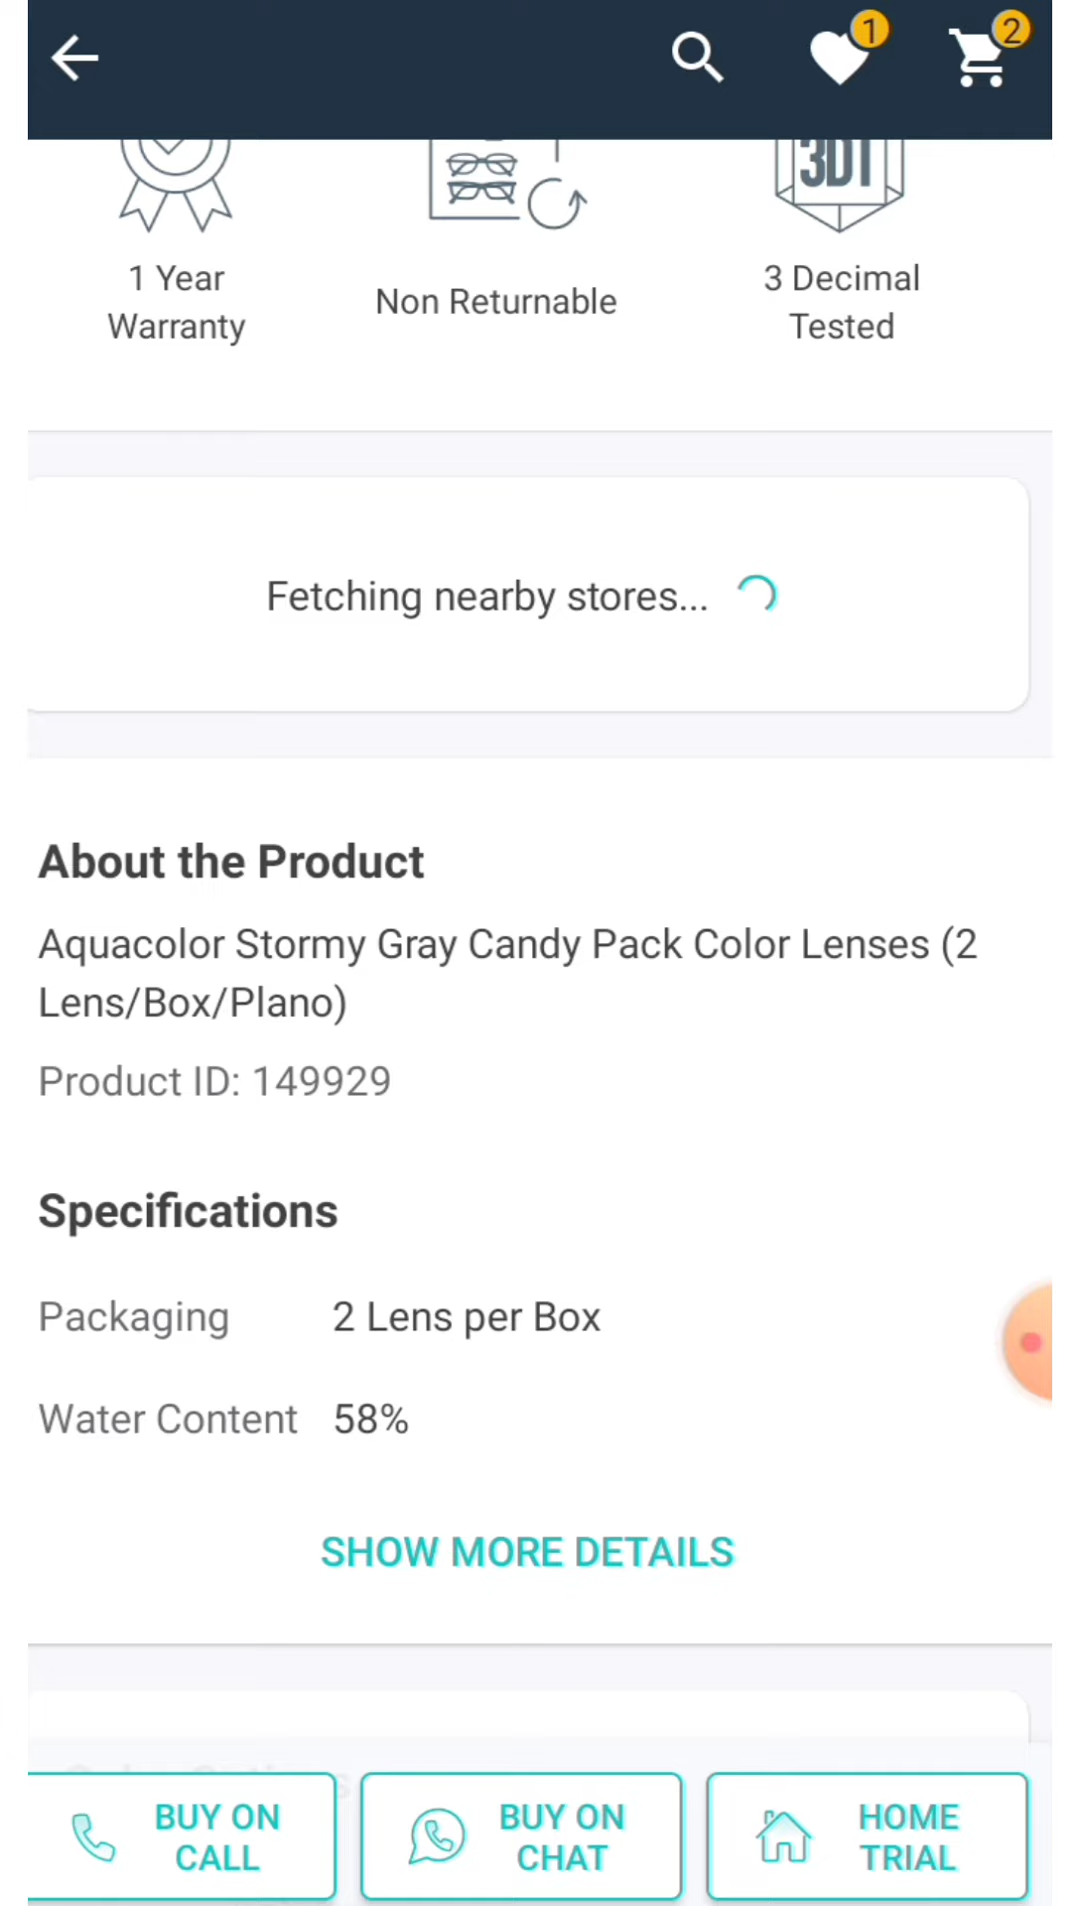 1
2
3DT
1 Year
Warranty
Non Returnable
3 Decimal
Tested
Fetching nearby stores...
About the Product
Aquacolor Stormy Gray Candy Pack Color Lenses (2
Lens/Box/Plano)
Product ID: 149929
Specifications
Packaging 2 Lens per Box
Water Content 58%
SHOW MORE DETAILS
BUY ON
CALL
BUY ON
CHAT
HOME
TRIAL